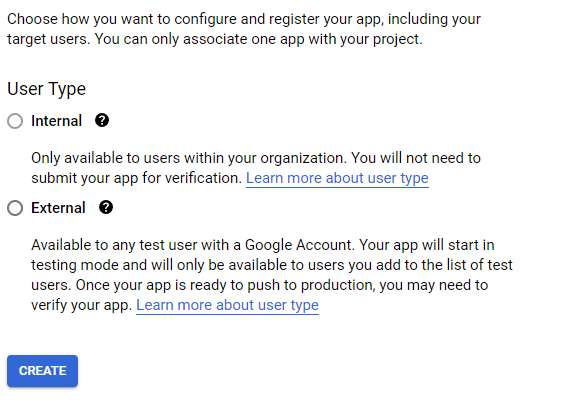 Choose how you want to configure and register your app, including your
target users. You can only associate one app with your project.
User Type
Internal ?
Only available to users within your organization. You will not need to
submit your app for verification. Learn more about user type
External ?
Available to any test user with a Google Account. Your app will start in
testing mode and will only be available to users you add to the list of test
users. Once your app is ready to push to production, you may need to
verify your app. Learn more about user type
CREATE